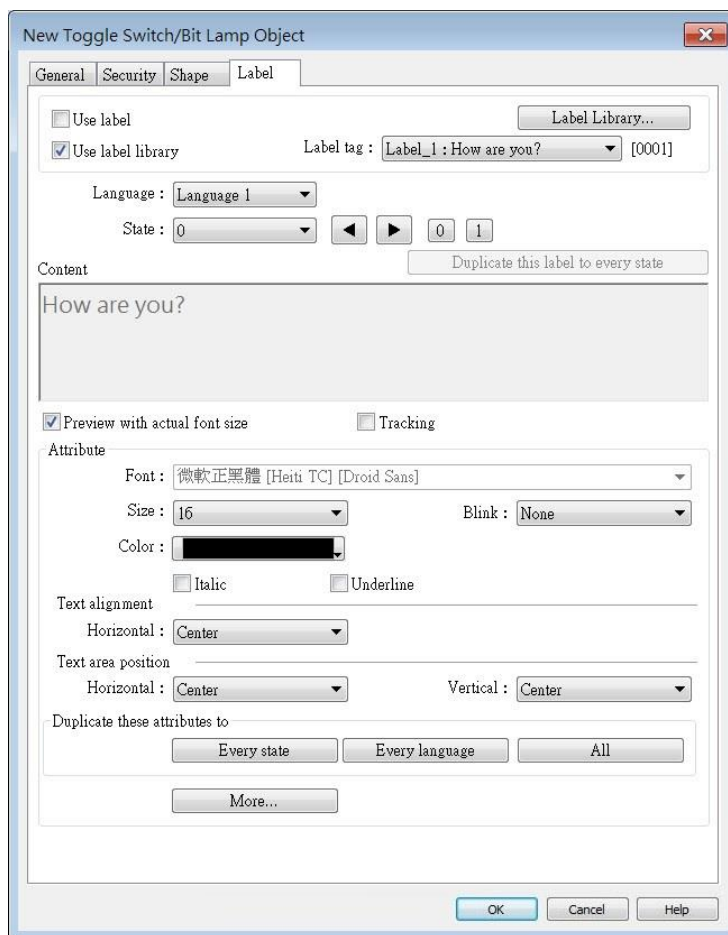 New Toggle Switch/Bit Lamp Object
General Security Shape Label
Use label Label Library...
Use label library Label tag : Label_1 : How are you? [0001]
Language : Language 1
State : 0 0 1
Duplicate this label to every state
Content
How are you?
Preview with actual font size Tracking
Attribute
Font : 微軟正黑體 [Heiti TC] [Droid Sans]
Size : 16 Blink : None
Color :
Italic Underline
Text alignment
Horizontal : Center
Text area position
Horizontal : Center Vertical : Center
Duplicate these attributes to
Every state Every language All
More...
OK Cancel Help